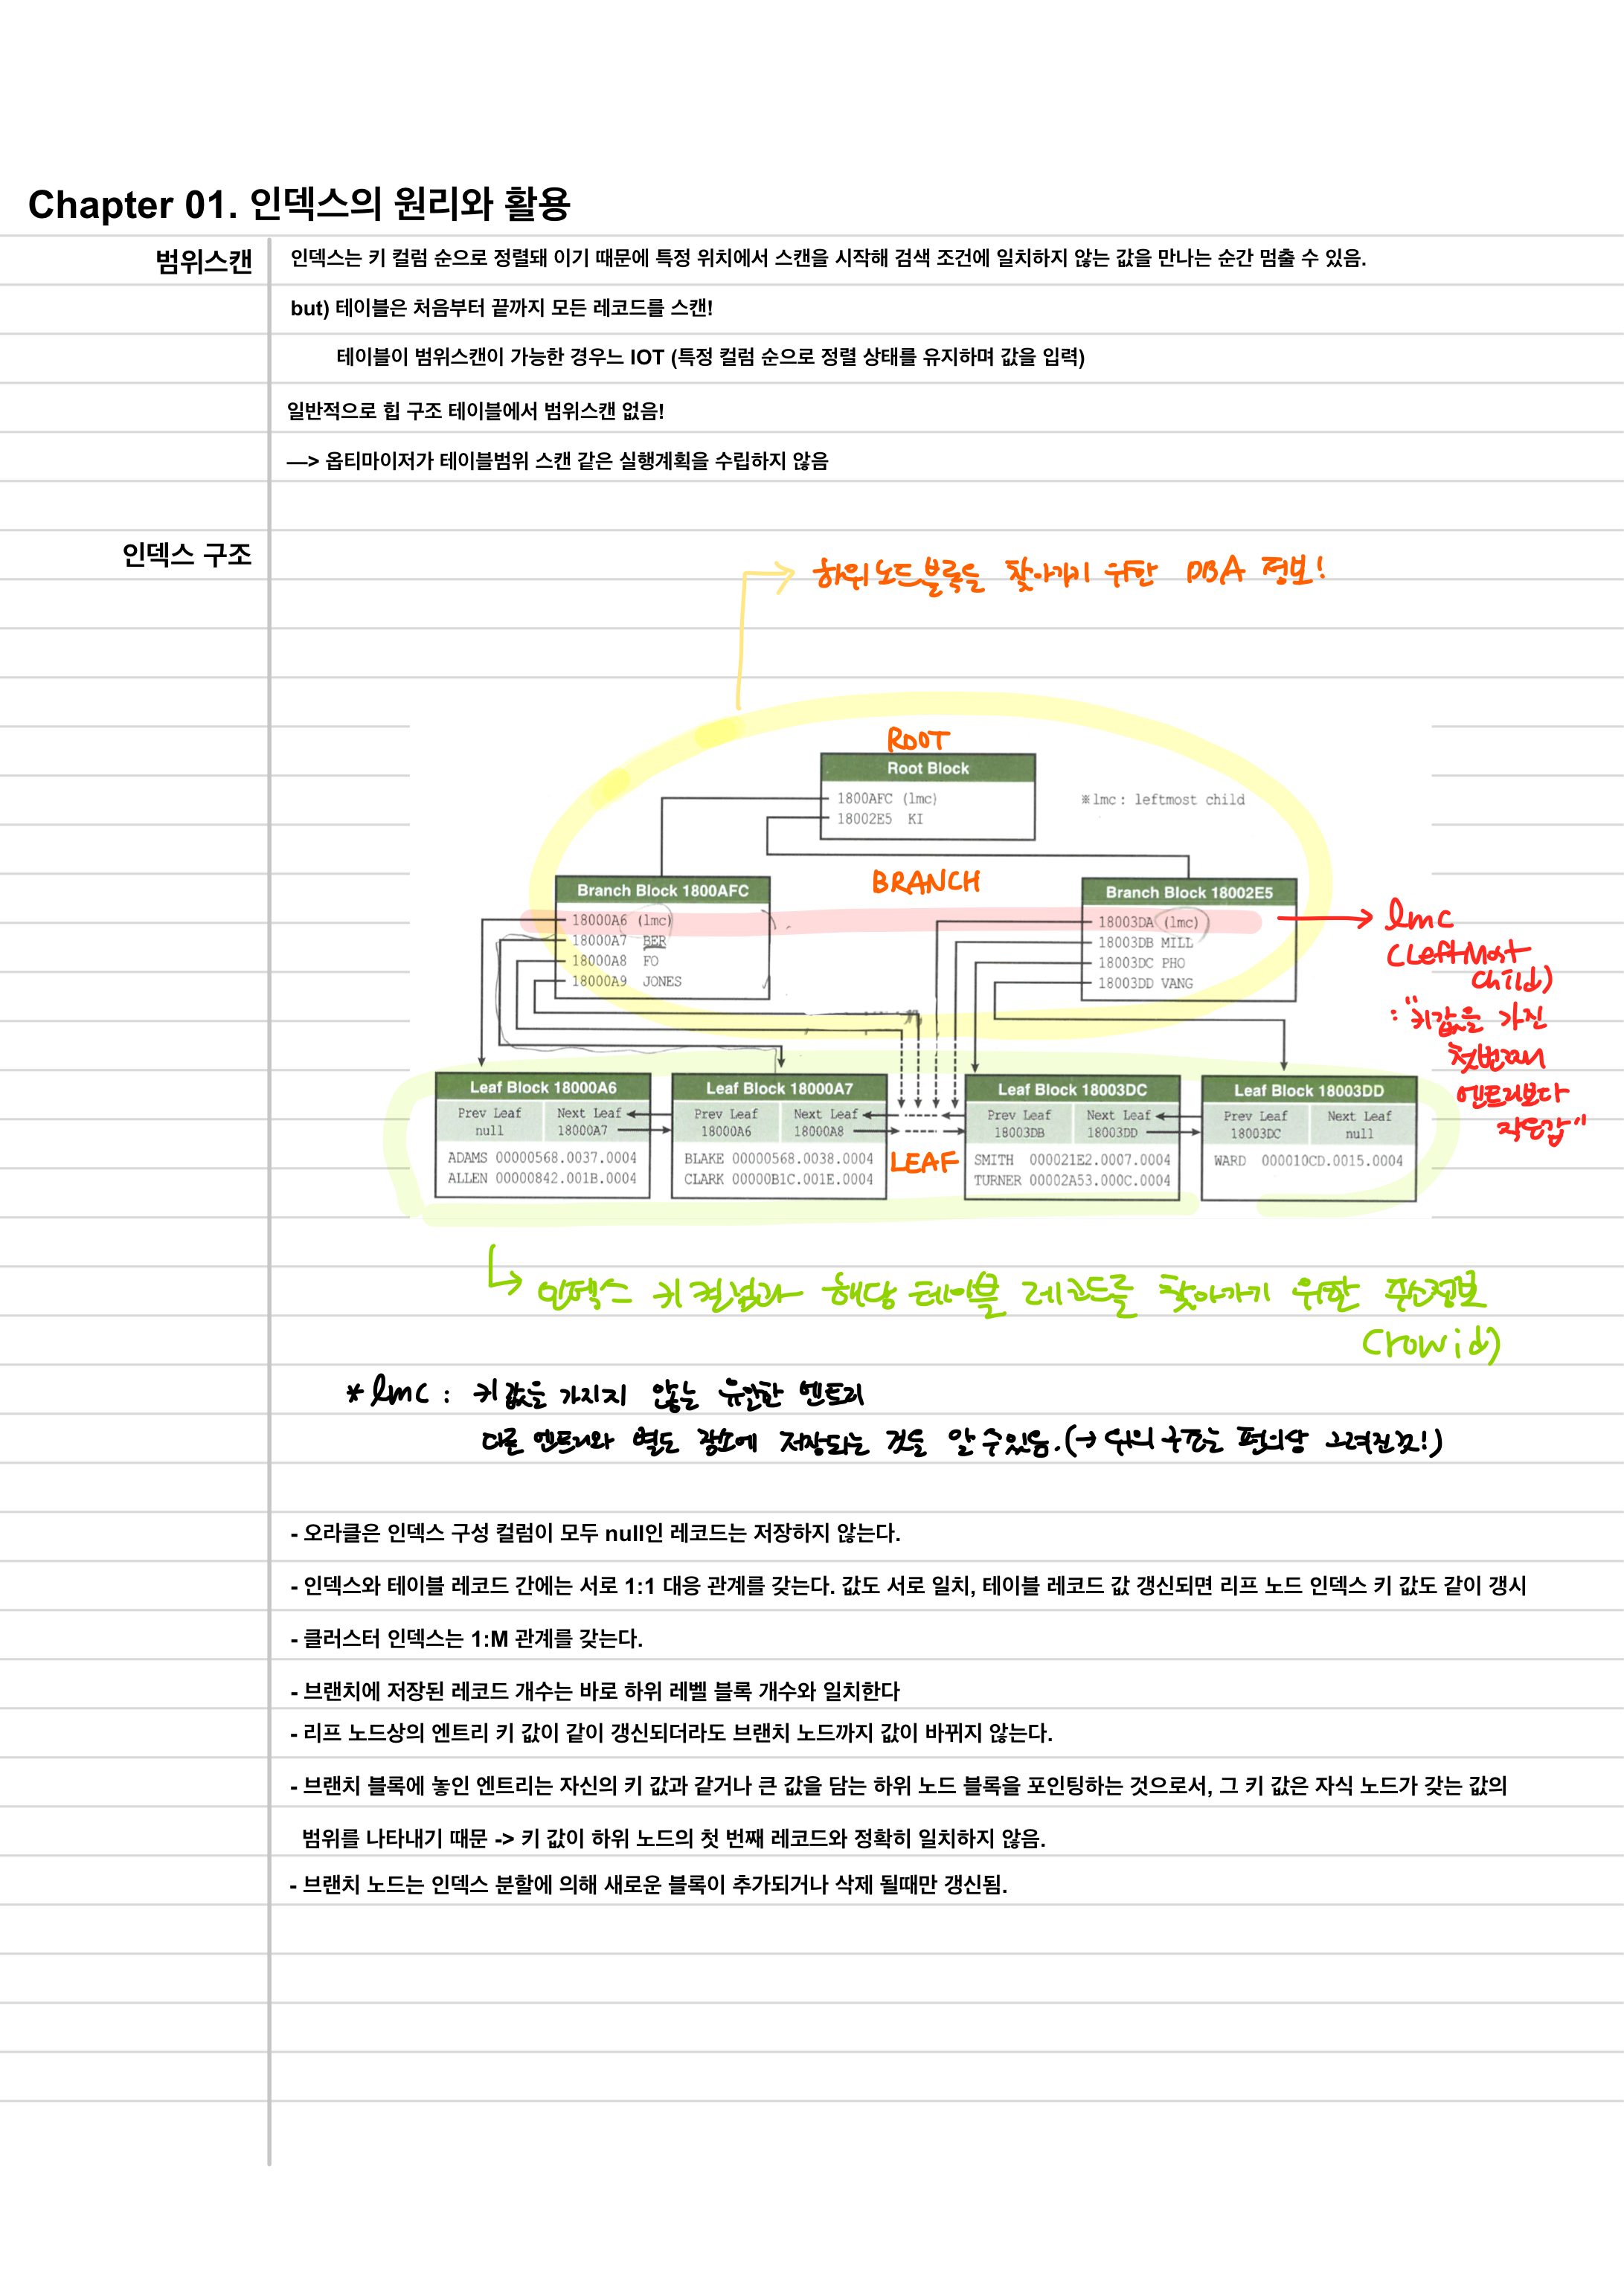 Chapter 01. 인덱스의 원리와 활용
범위스캔
인덱스는 키 컬럼 순으로 정렬돼 이기 때문에 특정 위치에서 스캔을 시작해 검색 조건에 일치하지 않는 값을 만나는 순간 멈출 수 있음.
but) 테이블은 처음부터 끝까지 모든 레코드를 스캔!
테이블이 범위스캔이 가능한 경우느 IOT (특정 컬럼 순으로 정렬 상태를 유지하며 값을 입력)
일반적으로 힙 구조 테이블에서 범위스캔 없음!
—> 옵티마이저가 테이블범위 스캔 같은 실행계획을 수립하지 않음
인덱스 구조
하위노드블록을 찾아가기 위한 DBA 정보!
ROOT
Root Block
1800AFC (lmc)
18002E5 KI
※lmc : leftmost child
BRANCH
Branch Block 1800AFC
18000A6 (lmc)
18000A7 BER
18000A8 FO
18000A9 JONES
Branch Block 18002E5
18003DA (lmc)
18003DB MILL
18003DC PHO
18003DD VANG
lmc
(LeftMost
child)
: "키값을 가진
첫번째
엔트리보다
작은값"
Leaf Block 18000A6
Prev Leaf Next Leaf
null 18000A7
ADAMS 00000568.0037.0004
ALLEN 00000842.001B.0004
Leaf Block 18000A7
Prev Leaf Next Leaf
18000A6 18000A8
BLAKE 00000568.0038.0004
CLARK 00000B1C.001E.0004
LEAF
Leaf Block 18003DC
Prev Leaf Next Leaf
18003DB 18003DD
SMITH 000021E2.0007.0004
TURNER 00002A53.000C.0004
Leaf Block 18003DD
Prev Leaf Next Leaf
18003DC null
WARD 000010CD.0015.0004
인덱스 키 컬럼과 해당 테이블 레코드를 찾아가기 위한 주소정보
(rowid)
* lmc : 키 값을 가지지 않는 유일한 엔트리
다른 엔트리와 별도 장소에 저장되는 것을 알 수있음.(→ 위의 구조는 편의상 그려진것!)
- 오라클은 인덱스 구성 컬럼이 모두 null인 레코드는 저장하지 않는다.
- 인덱스와 테이블 레코드 간에는 서로 1:1 대응 관계를 갖는다. 값도 서로 일치, 테이블 레코드 값 갱신되면 리프 노드 인덱스 키 값도 같이 갱시
- 클러스터 인덱스는 1:M 관계를 갖는다.
- 브랜치에 저장된 레코드 개수는 바로 하위 레벨 블록 개수와 일치한다
- 리프 노드상의 엔트리 키 값이 같이 갱신되더라도 브랜치 노드까지 값이 바뀌지 않는다.
- 브랜치 블록에 놓인 엔트리는 자신의 키 값과 같거나 큰 값을 담는 하위 노드 블록을 포인팅하는 것으로서, 그 키 값은 자식 노드가 갖는 값의
범위를 나타내기 때문 -> 키 값이 하위 노드의 첫 번째 레코드와 정확히 일치하지 않음.
- 브랜치 노드는 인덱스 분할에 의해 새로운 블록이 추가되거나 삭제 될때만 갱신됨.